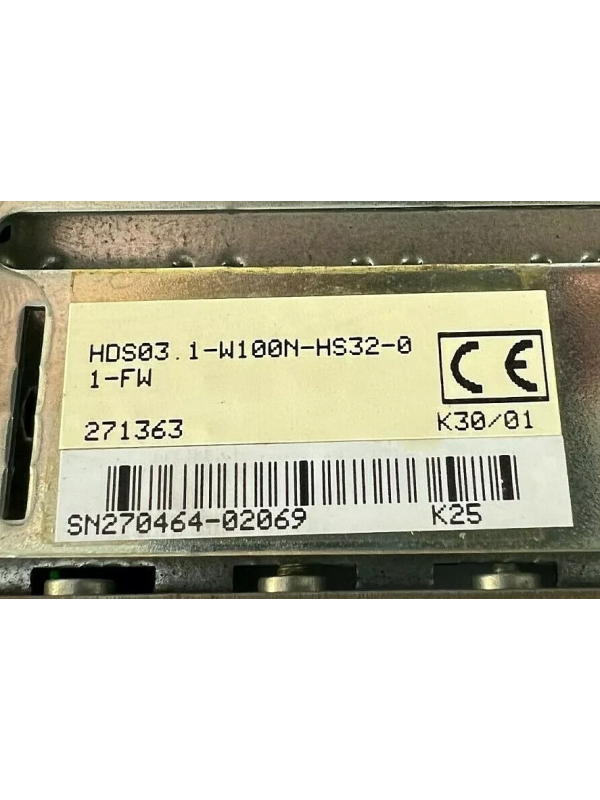 HDS03.1-W100N-HS32-0
1-FW
CE
271363 K30/01
SN270464-02069 K25